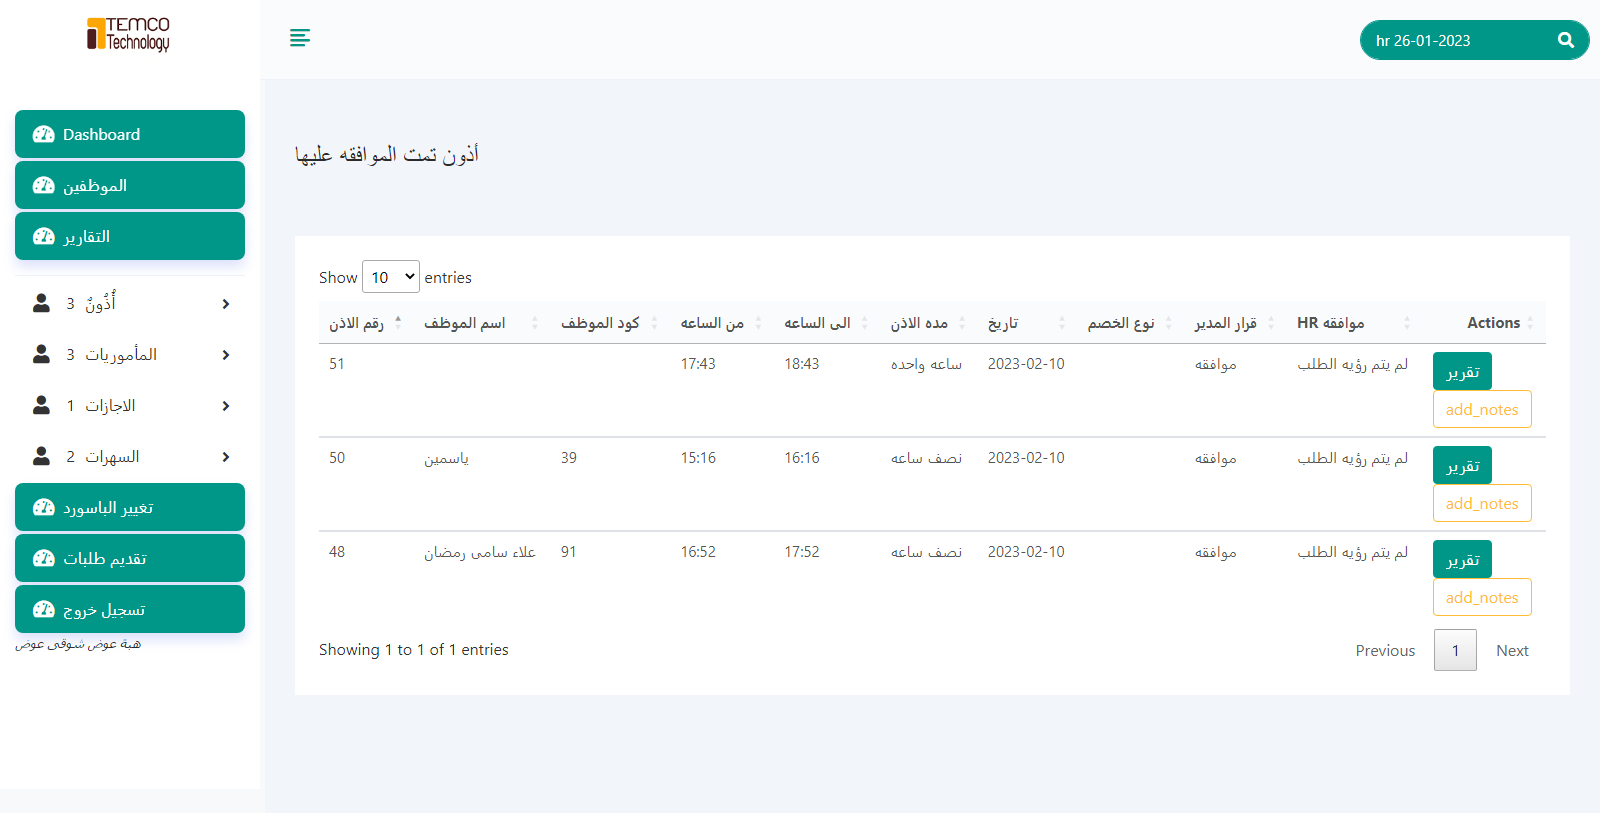 TEMCO
Technology
hr 26-01-2023
Dashboard
الموظفين
التقارير
أُذُونٌ 3
المأموريات 3
الاجازات 1
السهرات 2
تغيير الباسورد
تقديم طلبات
تسجيل خروج
هبة عوض شوقى عوض
أذون تمت الموافقه عليها
Show 10 entries
رقم الاذن اسم الموظف كود الموظف من الساعه الى الساعه مده الاذن تاريخ نوع الخصم قرار المدير موافقه HR Actions
51 17:43 18:43 ساعه واحده 2023-02-10 موافقه لم يتم رؤيه الطلب تقرير
add_notes
50 ياسمين 39 15:16 16:16 نصف ساعه 2023-02-10 موافقه لم يتم رؤيه الطلب تقرير
add_notes
48 علاء سامى رمضان 91 16:52 17:52 نصف ساعه 2023-02-10 موافقه لم يتم رؤيه الطلب تقرير
add_notes
Showing 1 to 1 of 1 entries
Previous 1 Next